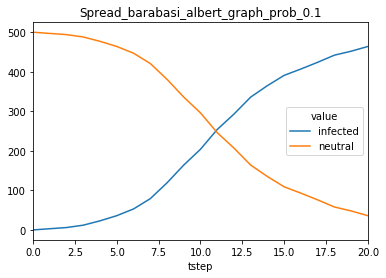 Spread_barabasi_albert_graph_prob_0.1
500
400
300
200
100
0
value
infected
neutral
0.0 2.5 5.0 7.5 10.0 12.5 15.0 17.5 20.0
tstep